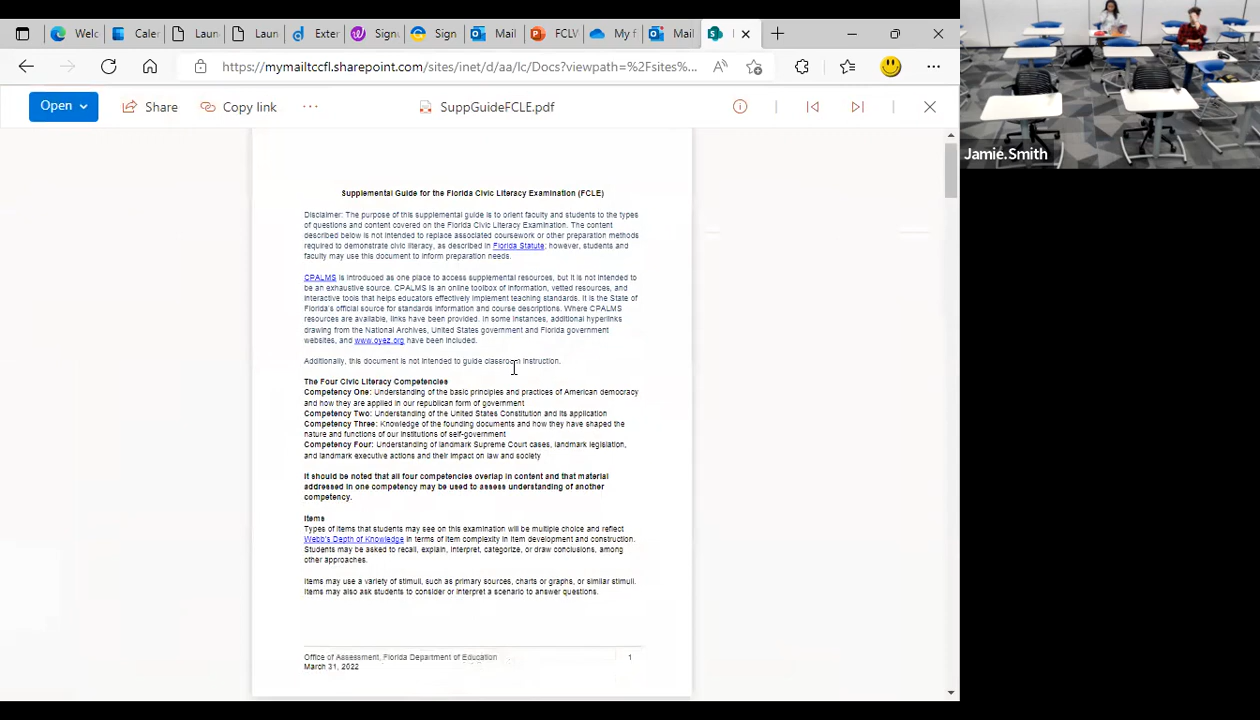 Welc
Caler
Laun
Laun
Exter
Sign
Sign
Mail
FCLV
My f
Mail
https://mymailtccfl.sharepoint.com/sites/inet/d/aa/lc/Docs?viewpath=%2Fsites%...
Open
Share
Copy link
SuppGuideFCLE.pdf
Jamie.Smith
Supplemental Guide for the Florida Civic Literacy Examination (FCLE)
Disclaimer: The purpose of this supplemental guide is to orient faculty and students to the types
of questions and content covered on the Florida Civic Literacy Examination. The content
described below is not intended to replace associated coursework or other preparation methods
required to demonstrate civic literacy, as described in Florida Statute; however, students and
faculty may use this document to inform preparation needs.
CPALMS is introduced as one place to access supplemental resources, but it is not intended to
be an exhaustive source. CPALMS is an online toolbox of information, vetted resources, and
interactive tools that helps educators effectively implement teaching standards. It is the State of
Florida's official source for standards information and course descriptions. Where CPALMS
resources are available, links have been provided. In some instances, additional hyperlinks
drawing from the National Archives, United States government and Florida government
websites, and www.oyez.org have been included.
Additionally, this document is not intended to guide classroom instruction.
The Four Civic Literacy Competencies
Competency One: Understanding of the basic principles and practices of American democracy
and how they are applied in our republican form of government
Competency Two: Understanding of the United States Constitution and its application
Competency Three: Knowledge of the founding documents and how they have shaped the
nature and functions of our institutions of self-government
Competency Four: Understanding of landmark Supreme Court cases, landmark legislation,
and landmark executive actions and their impact on law and society
It should be noted that all four competencies overlap in content and that material
addressed in one competency may be used to assess understanding of another
competency.
Items
Types of items that students may see on this examination will be multiple choice and reflect
Webb's Depth of Knowledge in terms of item complexity in item development and construction.
Students may be asked to recall, explain, interpret, categorize, or draw conclusions, among
other approaches.
Items may use a variety of stimuli, such as primary sources, charts or graphs, or similar stimuli.
Items may also ask students to consider or interpret a scenario to answer questions.
Office of Assessment, Florida Department of Education 1
March 31, 2022